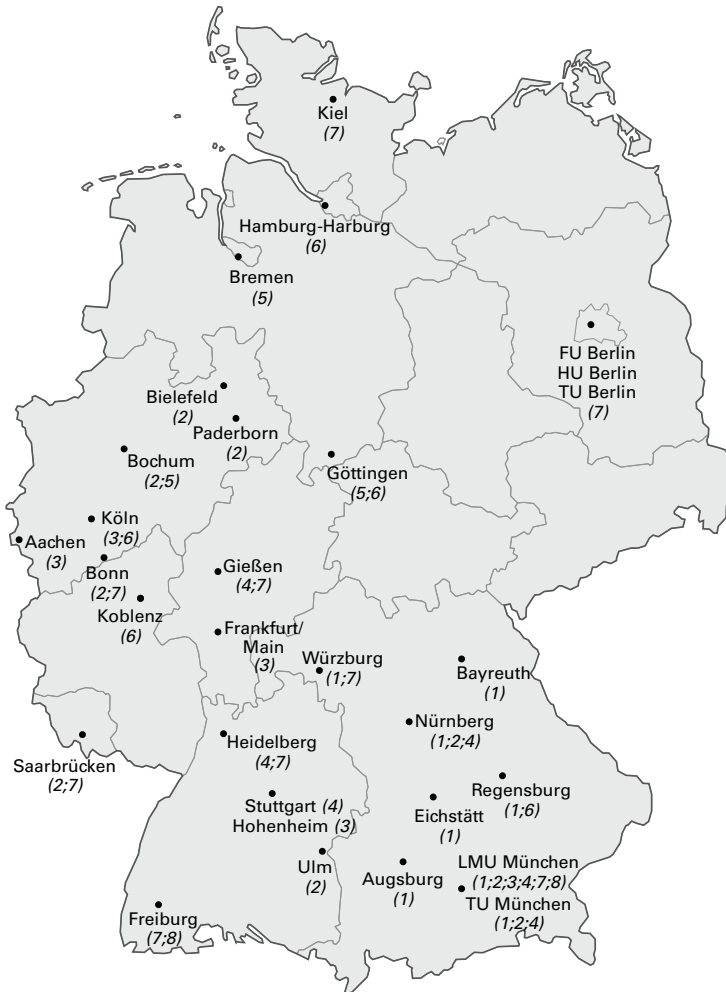 Kiel
(7)
Hamburg-Harburg
(6)
Bremen
(5)
FU Berlin
HU Berlin
TU Berlin
(7)
Bielefeld
(2)
Paderborn
(2)
Bochum
(2;5)
Göttingen
(5;6)
Köln
(3;6)
Aachen
(3)
Bonn
(2;7)
Gießen
(4;7)
Koblenz
(6)
Frankfurt/
Main
(3)
Würzburg
(1;7)
Bayreuth
(1)
Nürnberg
(1;2;4)
Heidelberg
(4;7)
Saarbrücken
(2;7)
Regensburg
(1;6)
Stuttgart (4)
Hohenheim (3)
Eichstätt
(1)
Ulm
(2)
Augsburg
(1)
LMU München
(1;2;3;4;7;8)
TU München
(1;2;4)
Freiburg
(7;8)